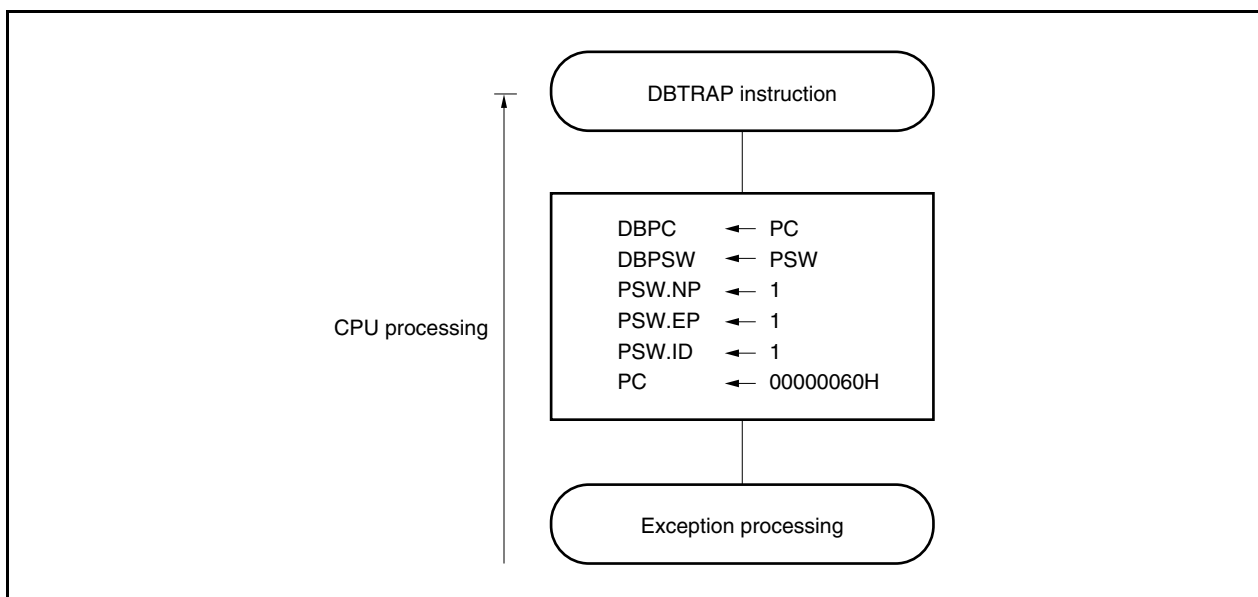 DBTRAP instruction
DBPC ← PC
DBPSW ← PSW
PSW.NP ← 1
PSW.EP ← 1
PSW.ID ← 1
PC ← 00000060H
CPU processing
Exception processing